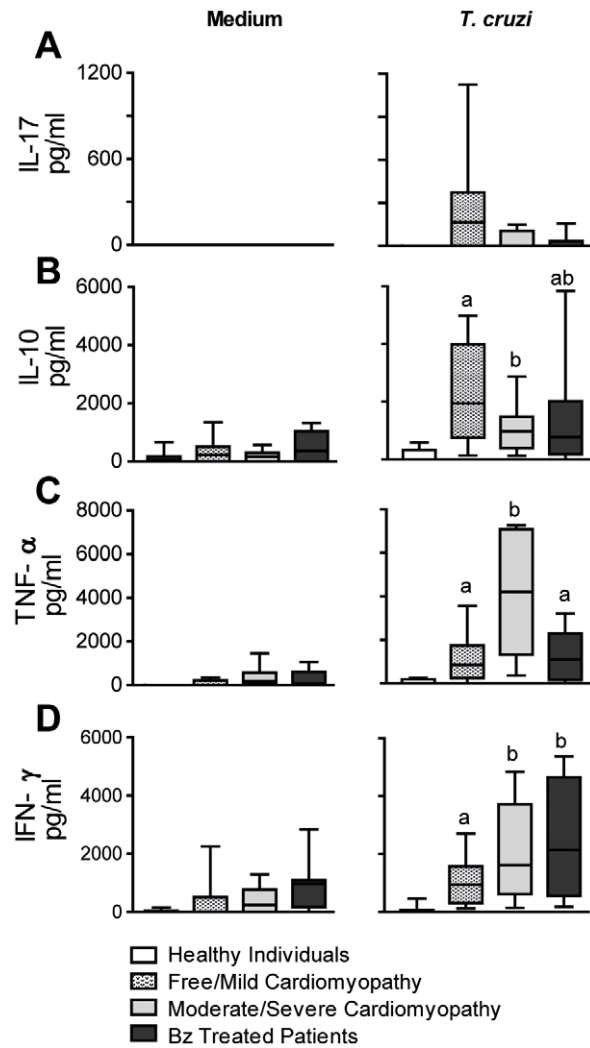 Medium
T. cruzi
A
IL-17
pg/ml
1200
600
0
B
IL-10
pg/ml
6000
4000
2000
0
a
b
ab
C
TNF- α
pg/ml
8000
6000
4000
2000
0
a
b
a
D
IFN- γ
pg/ml
6000
4000
2000
0
a
b
b
Healthy Individuals
Free/Mild Cardiomyopathy
Moderate/Severe Cardiomyopathy
Bz Treated Patients